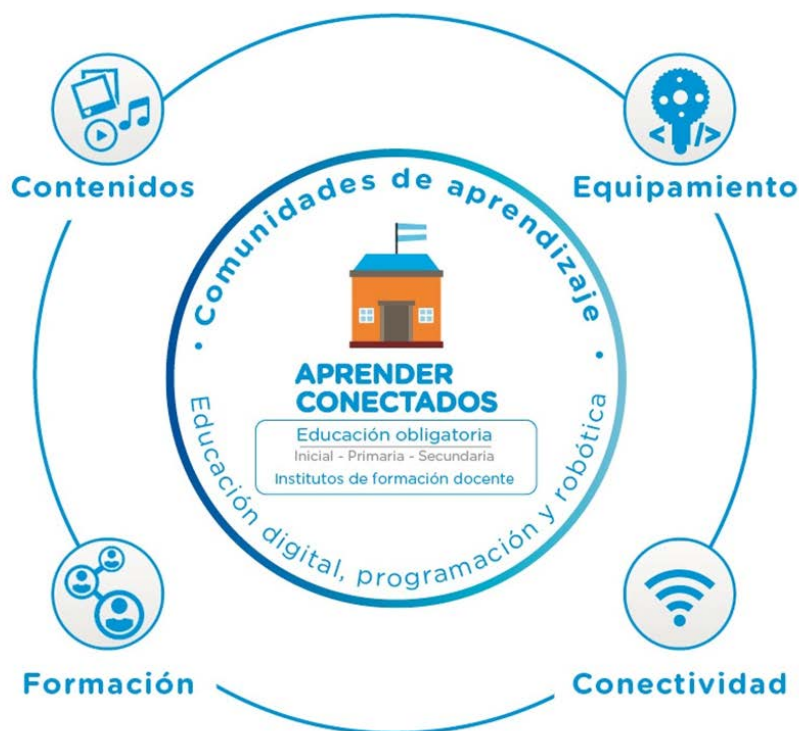 Contenidos
Equipamiento
· Comunidades de aprendizaje ·
</>
APRENDER
CONECTADOS
Educación obligatoria
Inicial - Primaria - Secundaria
Institutos de formación docente
Educación digital, programación y robótica
Formación
Conectividad